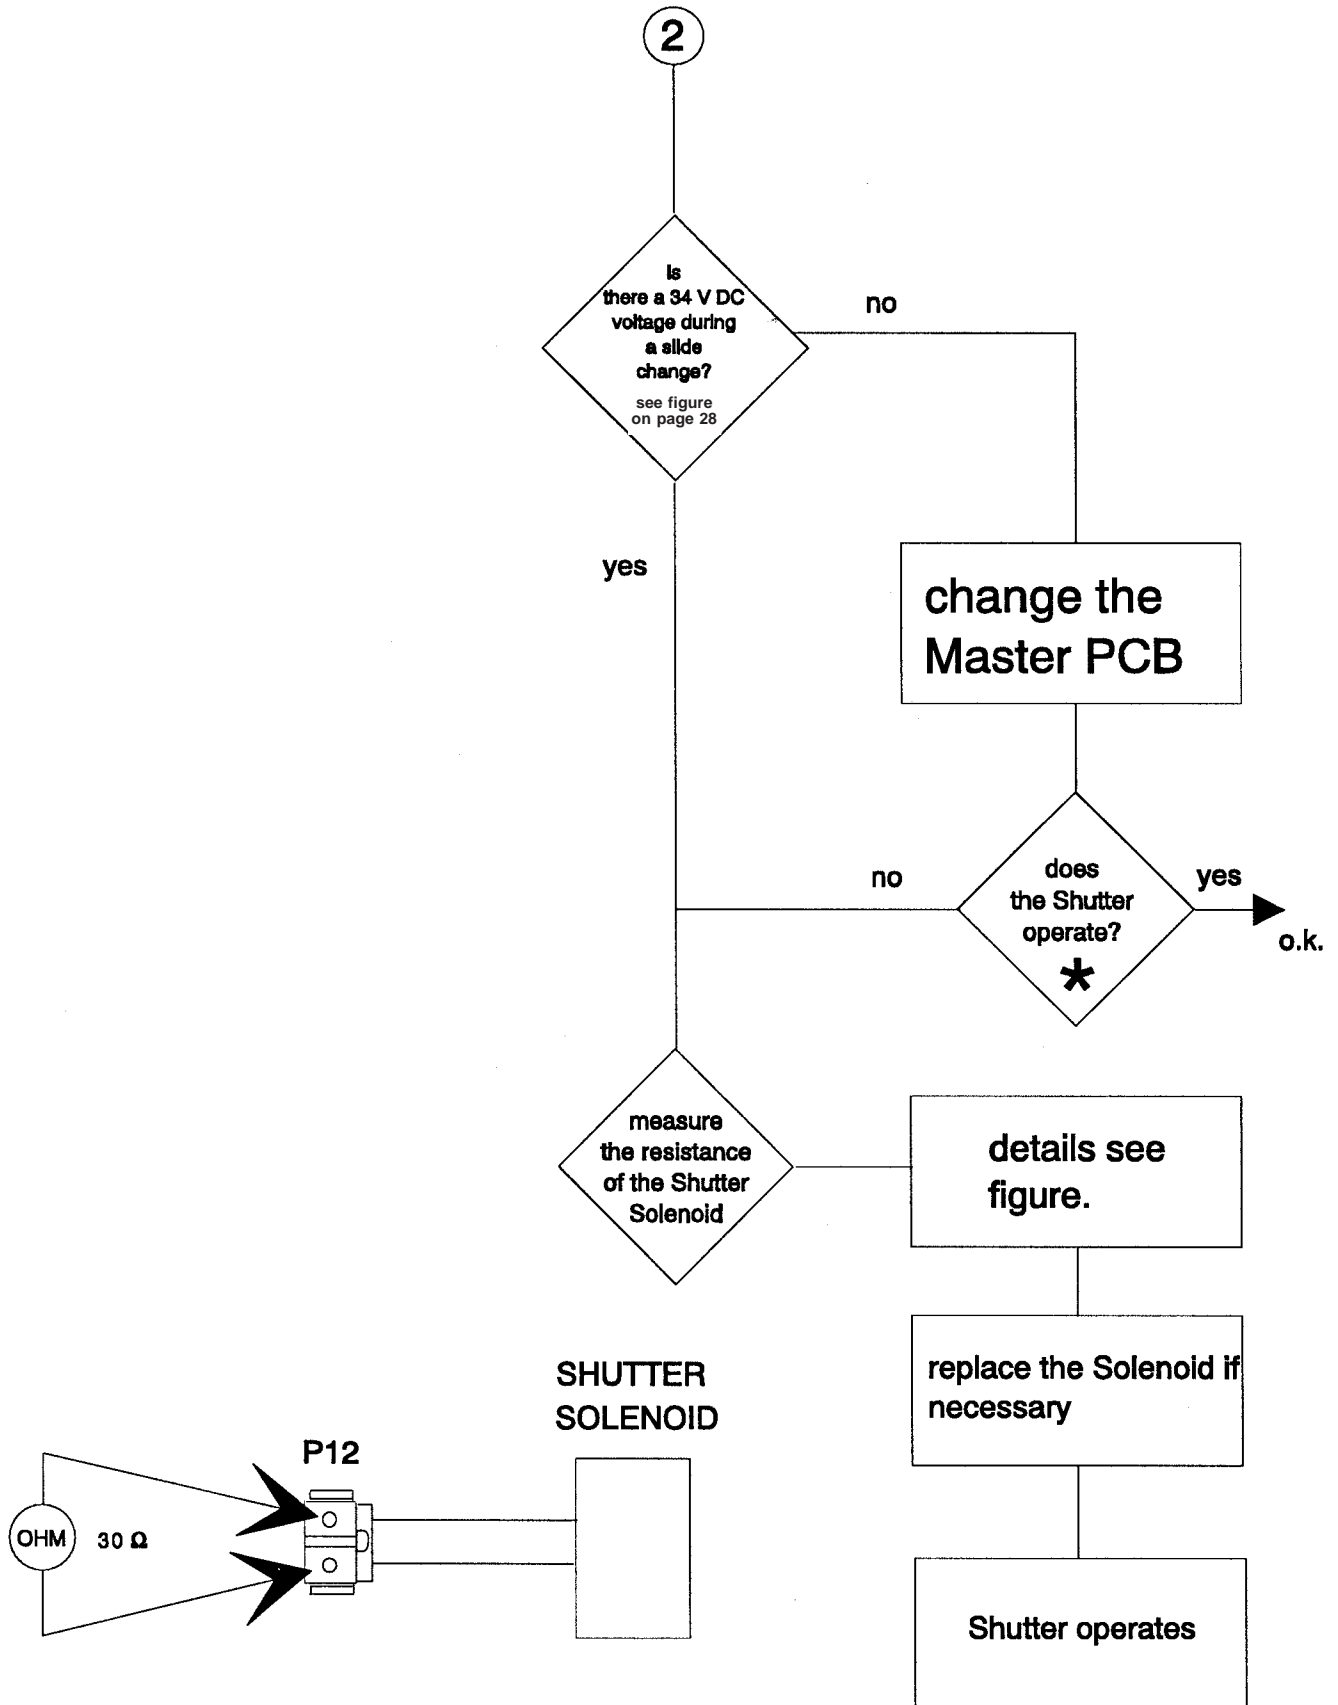 2
Is
there a 34 V DC
voltage during
a slide
change?
see figure
on page 28
no
yes
change the
Master PCB
does
the Shutter
operate?
*
no
yes
o.k.
measure
the resistance
of the Shutter
Solenoid
details see
figure.
replace the Solenoid if
necessary
Shutter operates
SHUTTER
SOLENOID
P12
OHM
30 Ω